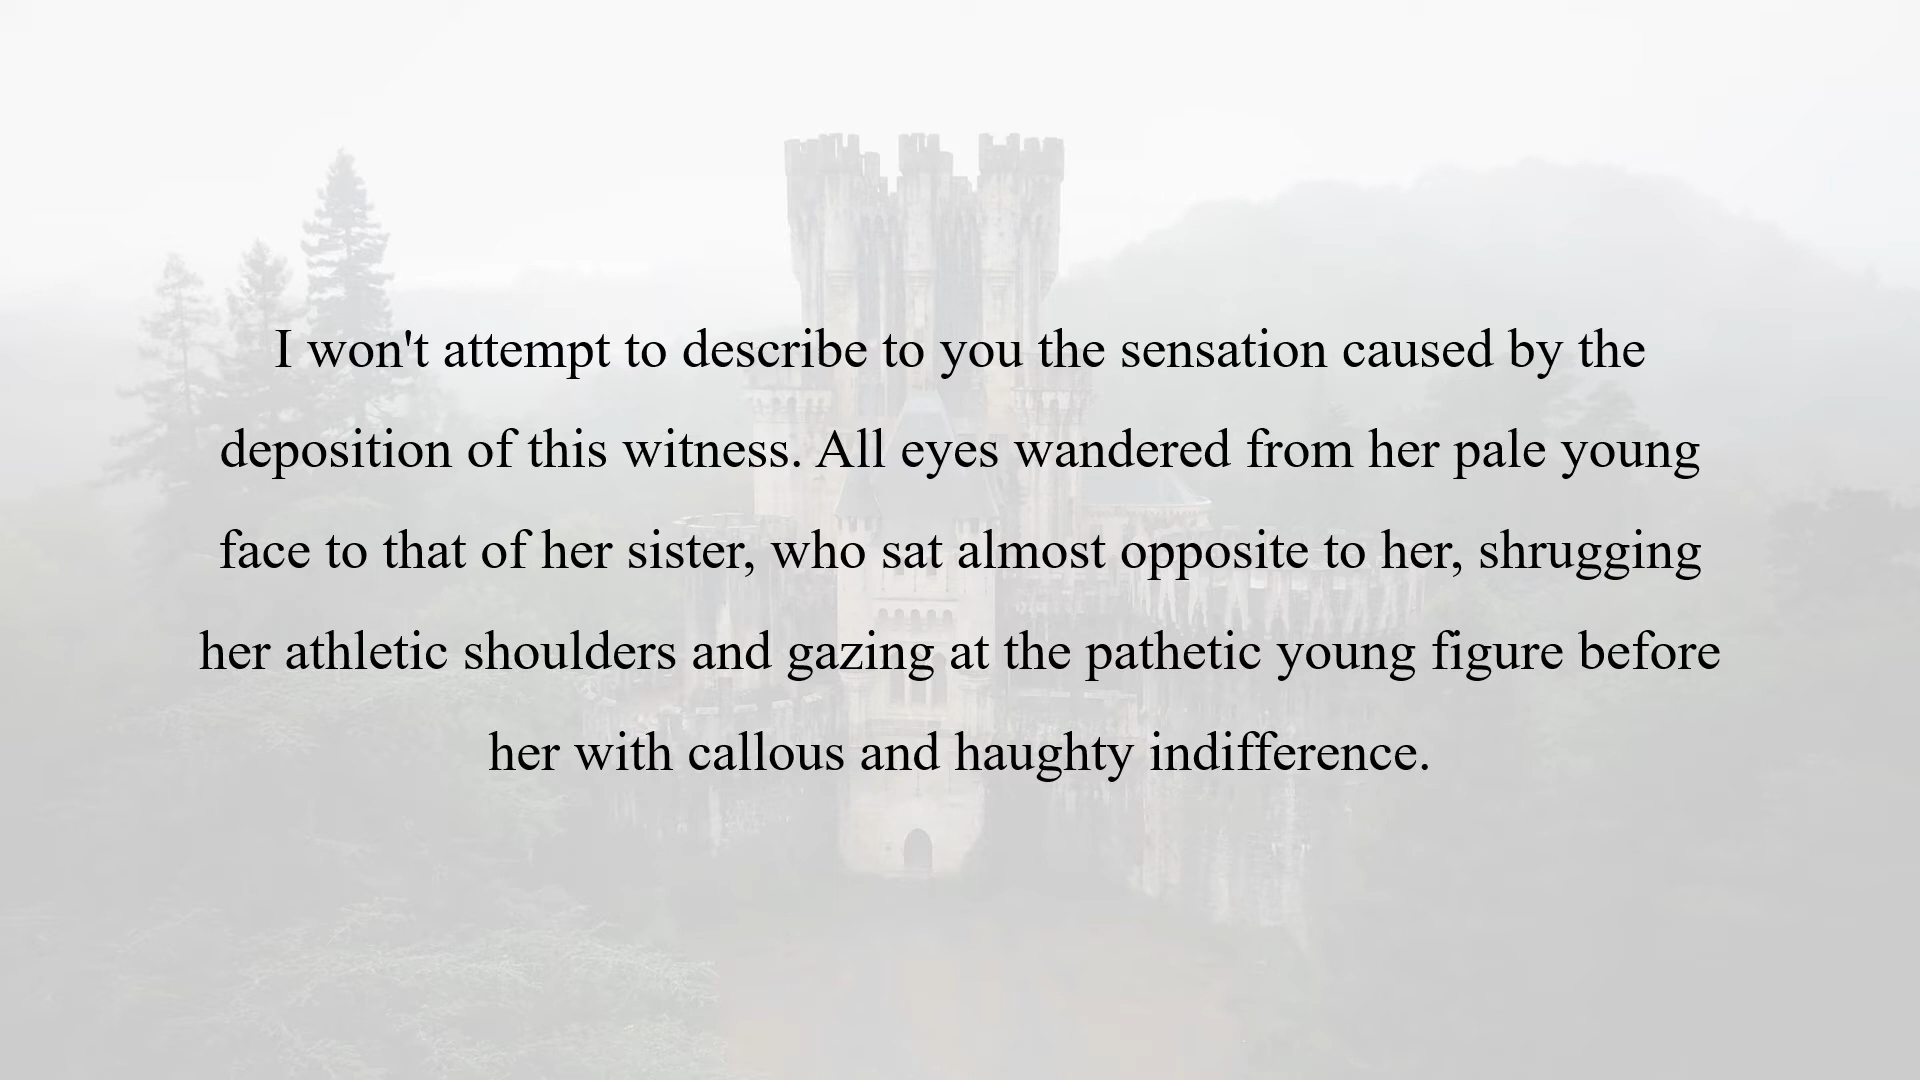 I won't attempt to describe to you the sensation caused by the
deposition of this witness. All eyes wandered from her pale young
face to that of her sister, who sat almost opposite to her, shrugging
her athletic shoulders and gazing at the pathetic young figure before
her with callous and haughty indifference.